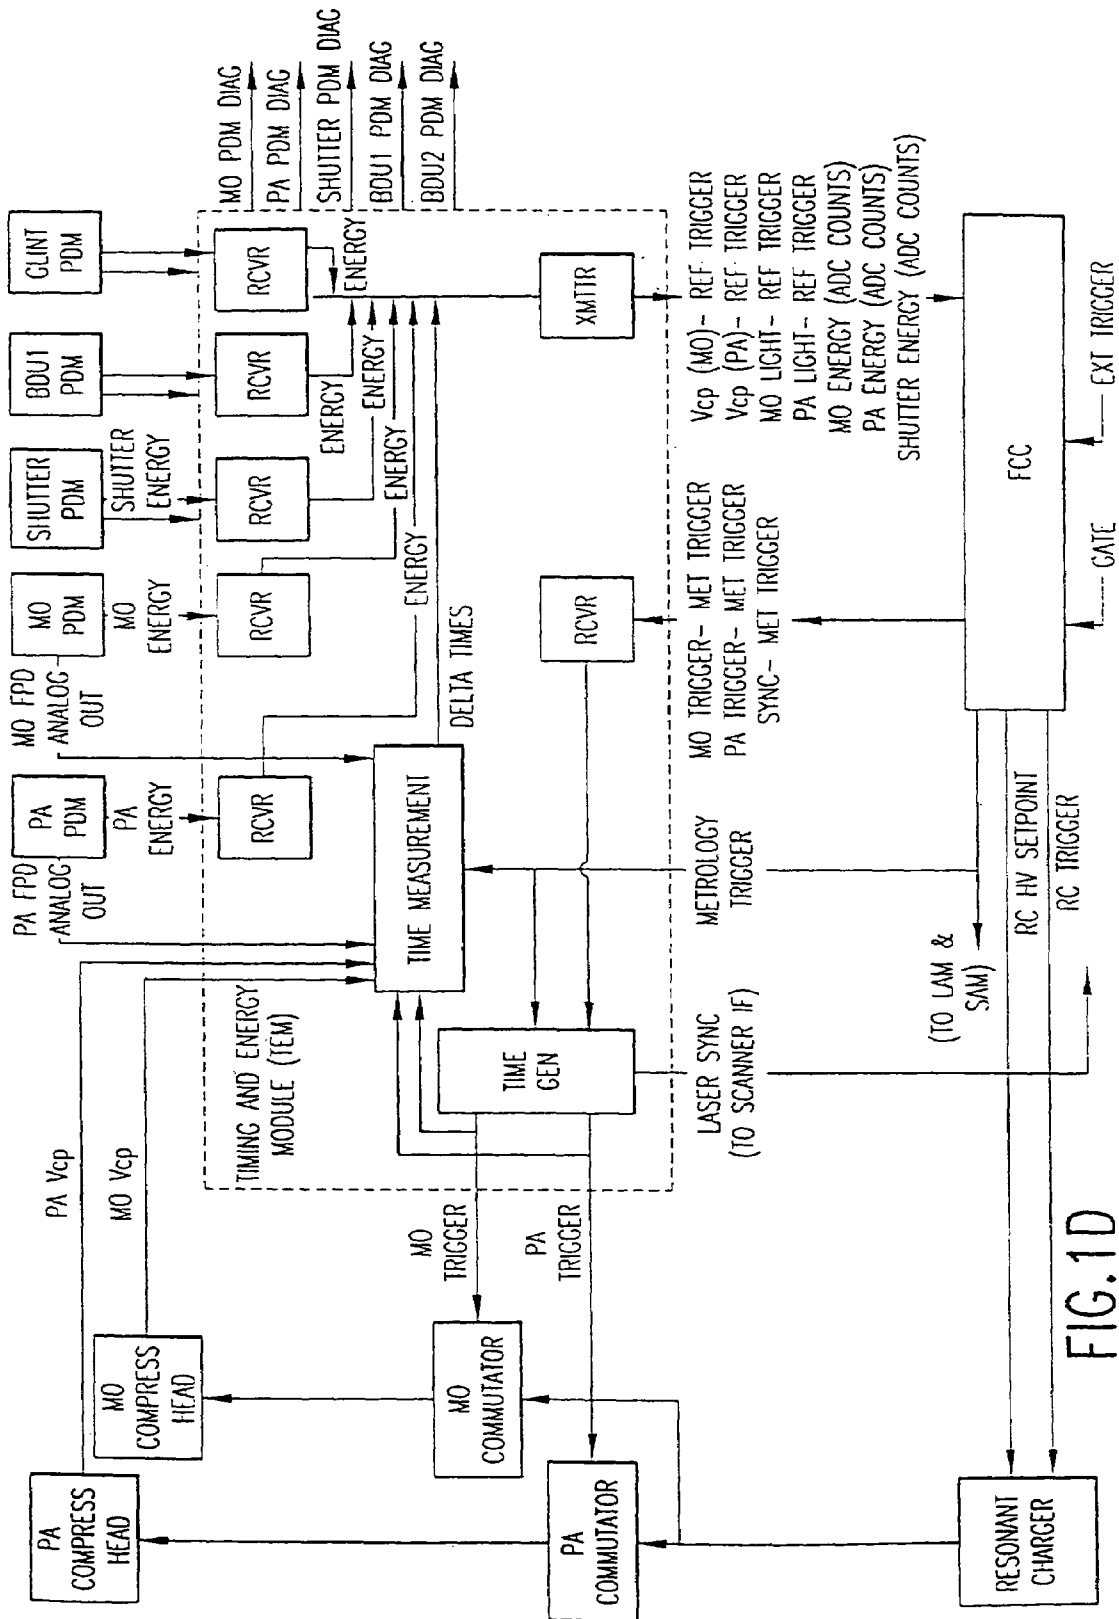 PA
COMPRESS
HEAD
MO
COMPRESS
HEAD
PA Vcp
MO Vcp
PA FPD
ANALOG
OUT
PA
PDM
PA
ENERGY
MO FPD
ANALOG
OUT
MO
PDM
MO
ENERGY
SHUTTER
PDM
SHUTTER
ENERGY
BDU1
PDM
GLINT
PDM
MO PDM DIAG
PA PDM DIAG
SHUTTER PDM DIAG
BDU1 PDM DIAG
BDU2 PDM DIAG
TIMING AND ENERGY
MODULE (TEM)
RCVR
RCVR
RCVR
RCVR
RCVR
ENERGY
ENERGY
ENERGY
ENERGY
ENERGY
TIME MEASUREMENT
DELTA TIMES
XMTTR
RCVR
TIME
GEN
MO
TRIGGER
PA
TRIGGER
MO
COMMUTATOR
PA
COMMUTATOR
LASER SYNC
(TO SCANNER IF)
METROLOGY
TRIGGER
MO TRIGGER- MET TRIGGER
PA TRIGGER- MET TRIGGER
SYNC- MET TRIGGER
Vcp (MO)- REF TRIGGER
Vcp (PA)- REF TRIGGER
MO LIGHT- REF TRIGGER
PA LIGHT- REF TRIGGER
MO ENERGY (ADC COUNTS)
PA ENERGY (ADC COUNTS)
SHUTTER ENERGY (ADC COUNTS)
(TO LAM &
SAM)
RC HV SETPOINT
RC TRIGGER
FCC
GATE
EXT TRIGGER
RESONANT
CHARGER
FIG.1D